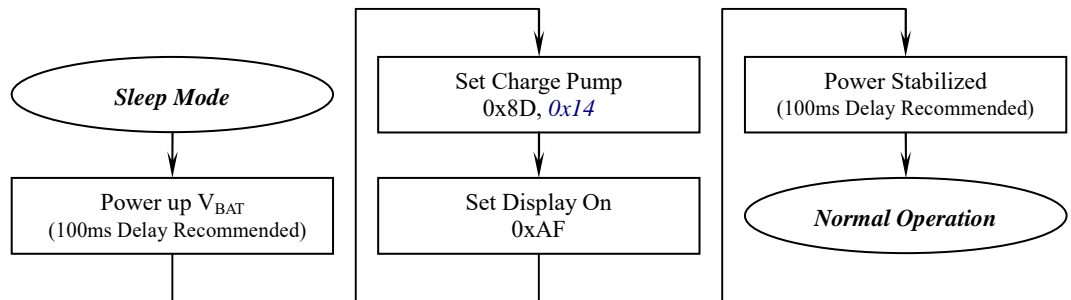 Sleep Mode
Power up VBAT
(100ms Delay Recommended)
Set Charge Pump
0x8D, 0x14
Set Display On
0xAF
Power Stabilized
(100ms Delay Recommended)
Normal Operation